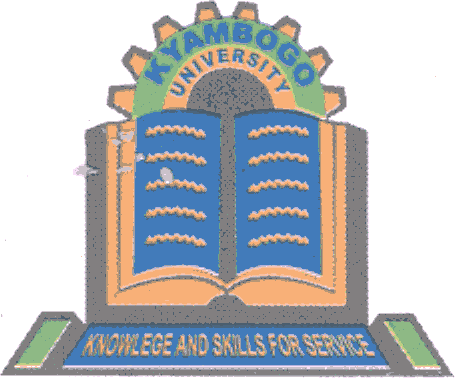 KYAMBOGO
UNIVERSITY
KNOWLEGE AND SKILLS FOR SERVICE